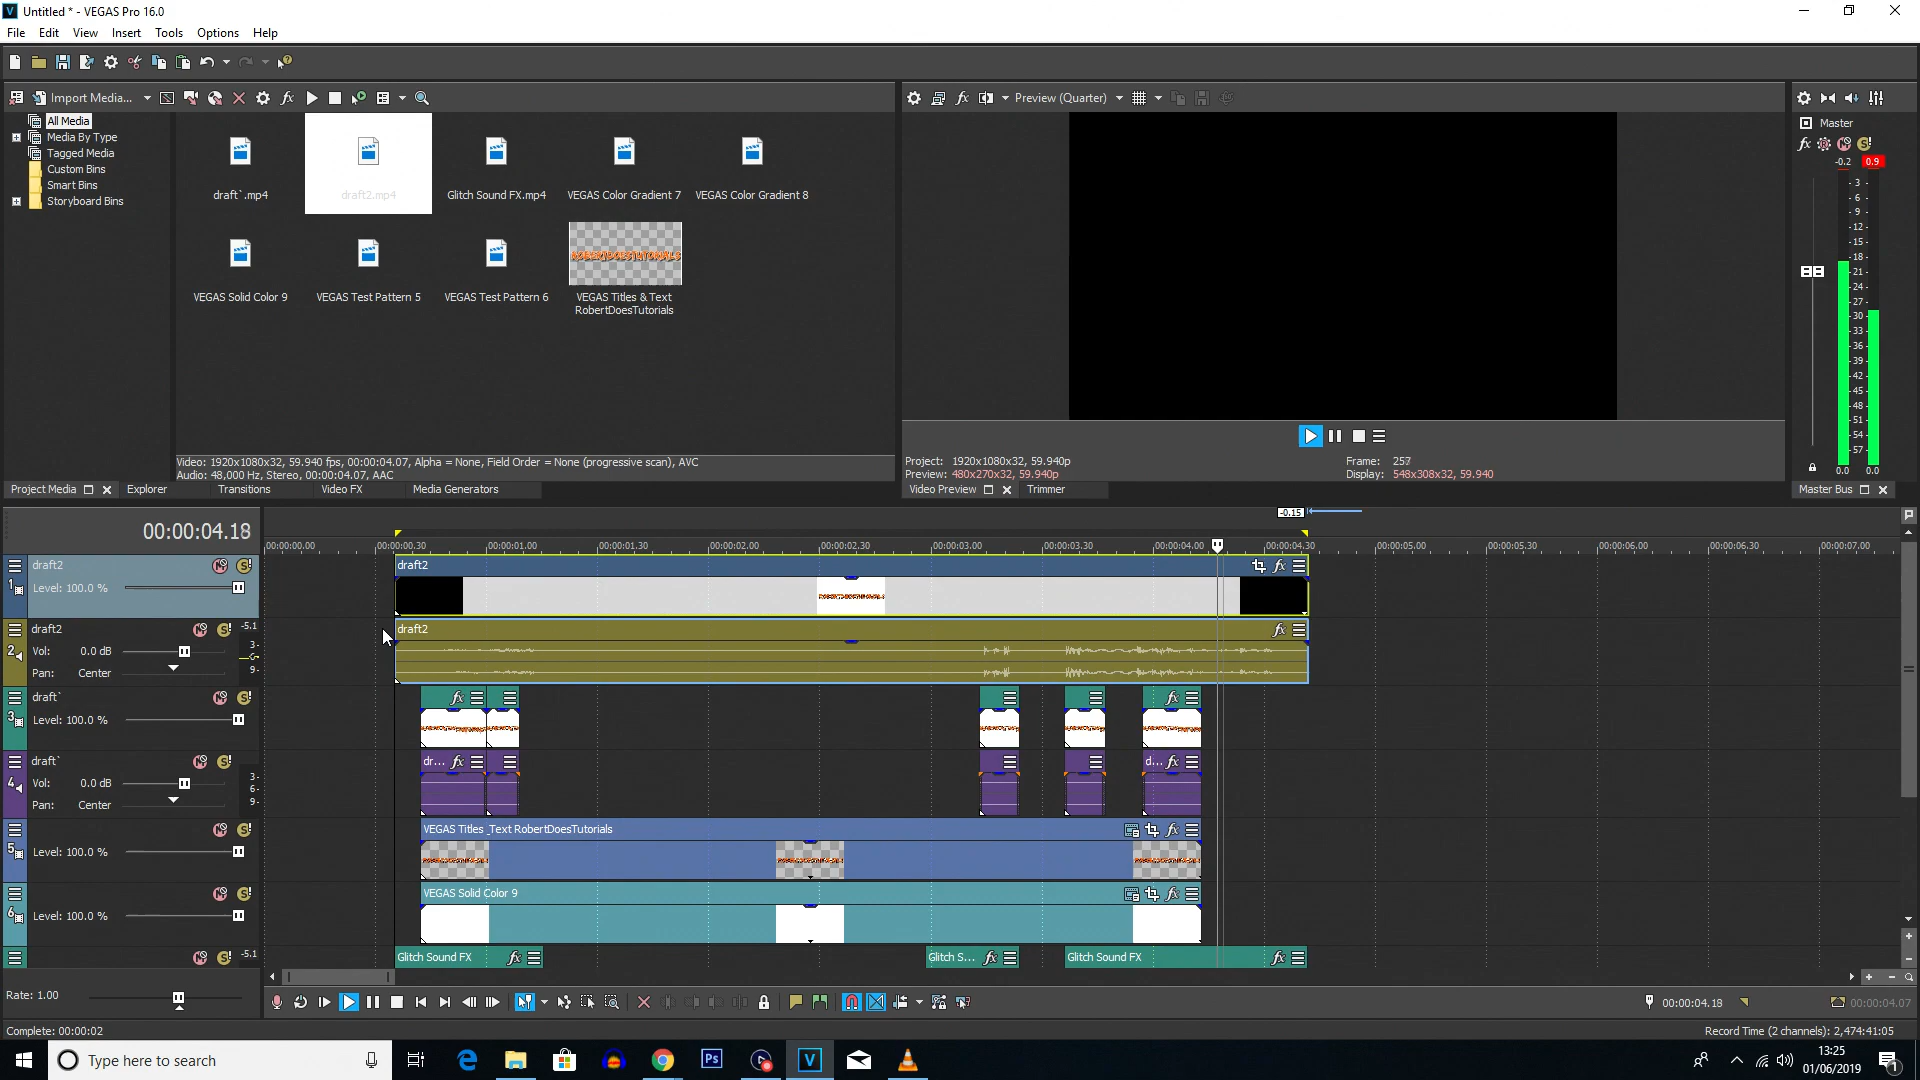 Untitled * - VEGAS Pro 16.0
File Edit View Insert Tools Options Help
Import Media...
All Media
Media By Type
Tagged Media
Custom Bins
Smart Bins
Storyboard Bins
draft`.mp4 draft2.mp4 Glitch Sound FX.mp4 VEGAS Color Gradient 7 VEGAS Color Gradient 8
ROBERTDOESTUTORIALS
VEGAS Solid Color 9 VEGAS Test Pattern 5 VEGAS Test Pattern 6 VEGAS Titles & Text
RobertDoesTutorials
Video: 1920x1080x32, 59.940 fps, 00:00:04.07, Alpha = None, Field Order = None (progressive scan), AVC
Audio: 48,000 Hz, Stereo, 00:00:04.07, AAC
Project Media Explorer Transitions Video FX Media Generators
Preview (Quarter)
Project: 1920x1080x32, 59.940p Frame: 257
Preview: 480x270x32, 59.940p Display: 548x308x32, 59.940
Video Preview Trimmer
Master
-0.2 0.9
3
6
9
12
15
18
21
24
27
30
33
36
39
42
45
48
51
54
57
0.0 0.0
Master Bus
00:00:04.18
-0.15
00:00:00.00 00:00:00.30 00:00:01.00 00:00:01.30 00:00:02.00 00:00:02.30 00:00:03.00 00:00:03.30 00:00:04.00 00:00:04.30 00:00:05.00 00:00:05.30 00:00:06.00 00:00:06.30 00:00:07.00
1 draft2
Level: 100.0 %
draft2
2 draft2 -5.1
Vol: 0.0 dB 3
Pan: Center 9
draft2
3 draft`
Level: 100.0 %
4 draft`
Vol: 0.0 dB 3 6
Pan: Center 9
dr... d...
5 Level: 100.0 %
VEGAS Titles _Text RobertDoesTutorials
6 Level: 100.0 %
VEGAS Solid Color 9
-5.1
Glitch Sound FX Glitch S... Glitch Sound FX
Rate: 1.00
00:00:04.18 00:00:04.07
Complete: 00:00:02 Record Time (2 channels): 2,474:41:05
Type here to search
13:25
01/06/2019
1